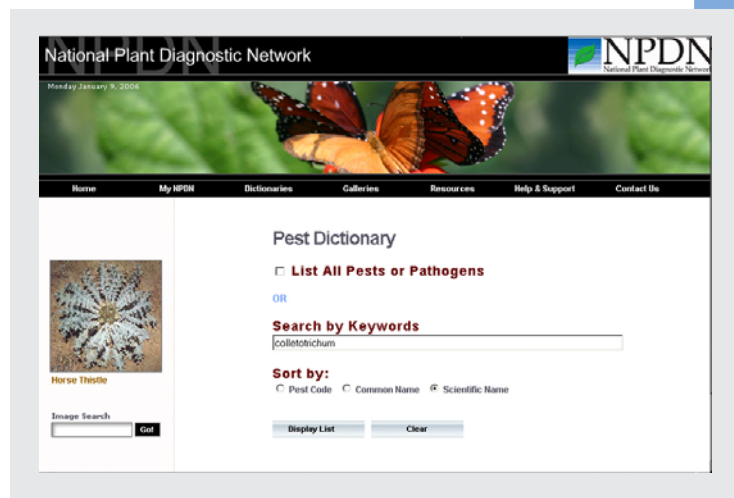 National Plant Diagnostic Network
NPDN
National Plant Diagnostic Network
Monday January 9, 2006
Home My NPDN Dictionaries Galleries Resources Help & Support Contact Us
Pest Dictionary
List All Pests or Pathogens
OR
Search by Keywords
colletotrichum
Sort by:
Pest Code Common Name Scientific Name
Display List Clear
Horse Thistle
Image Search
Go!